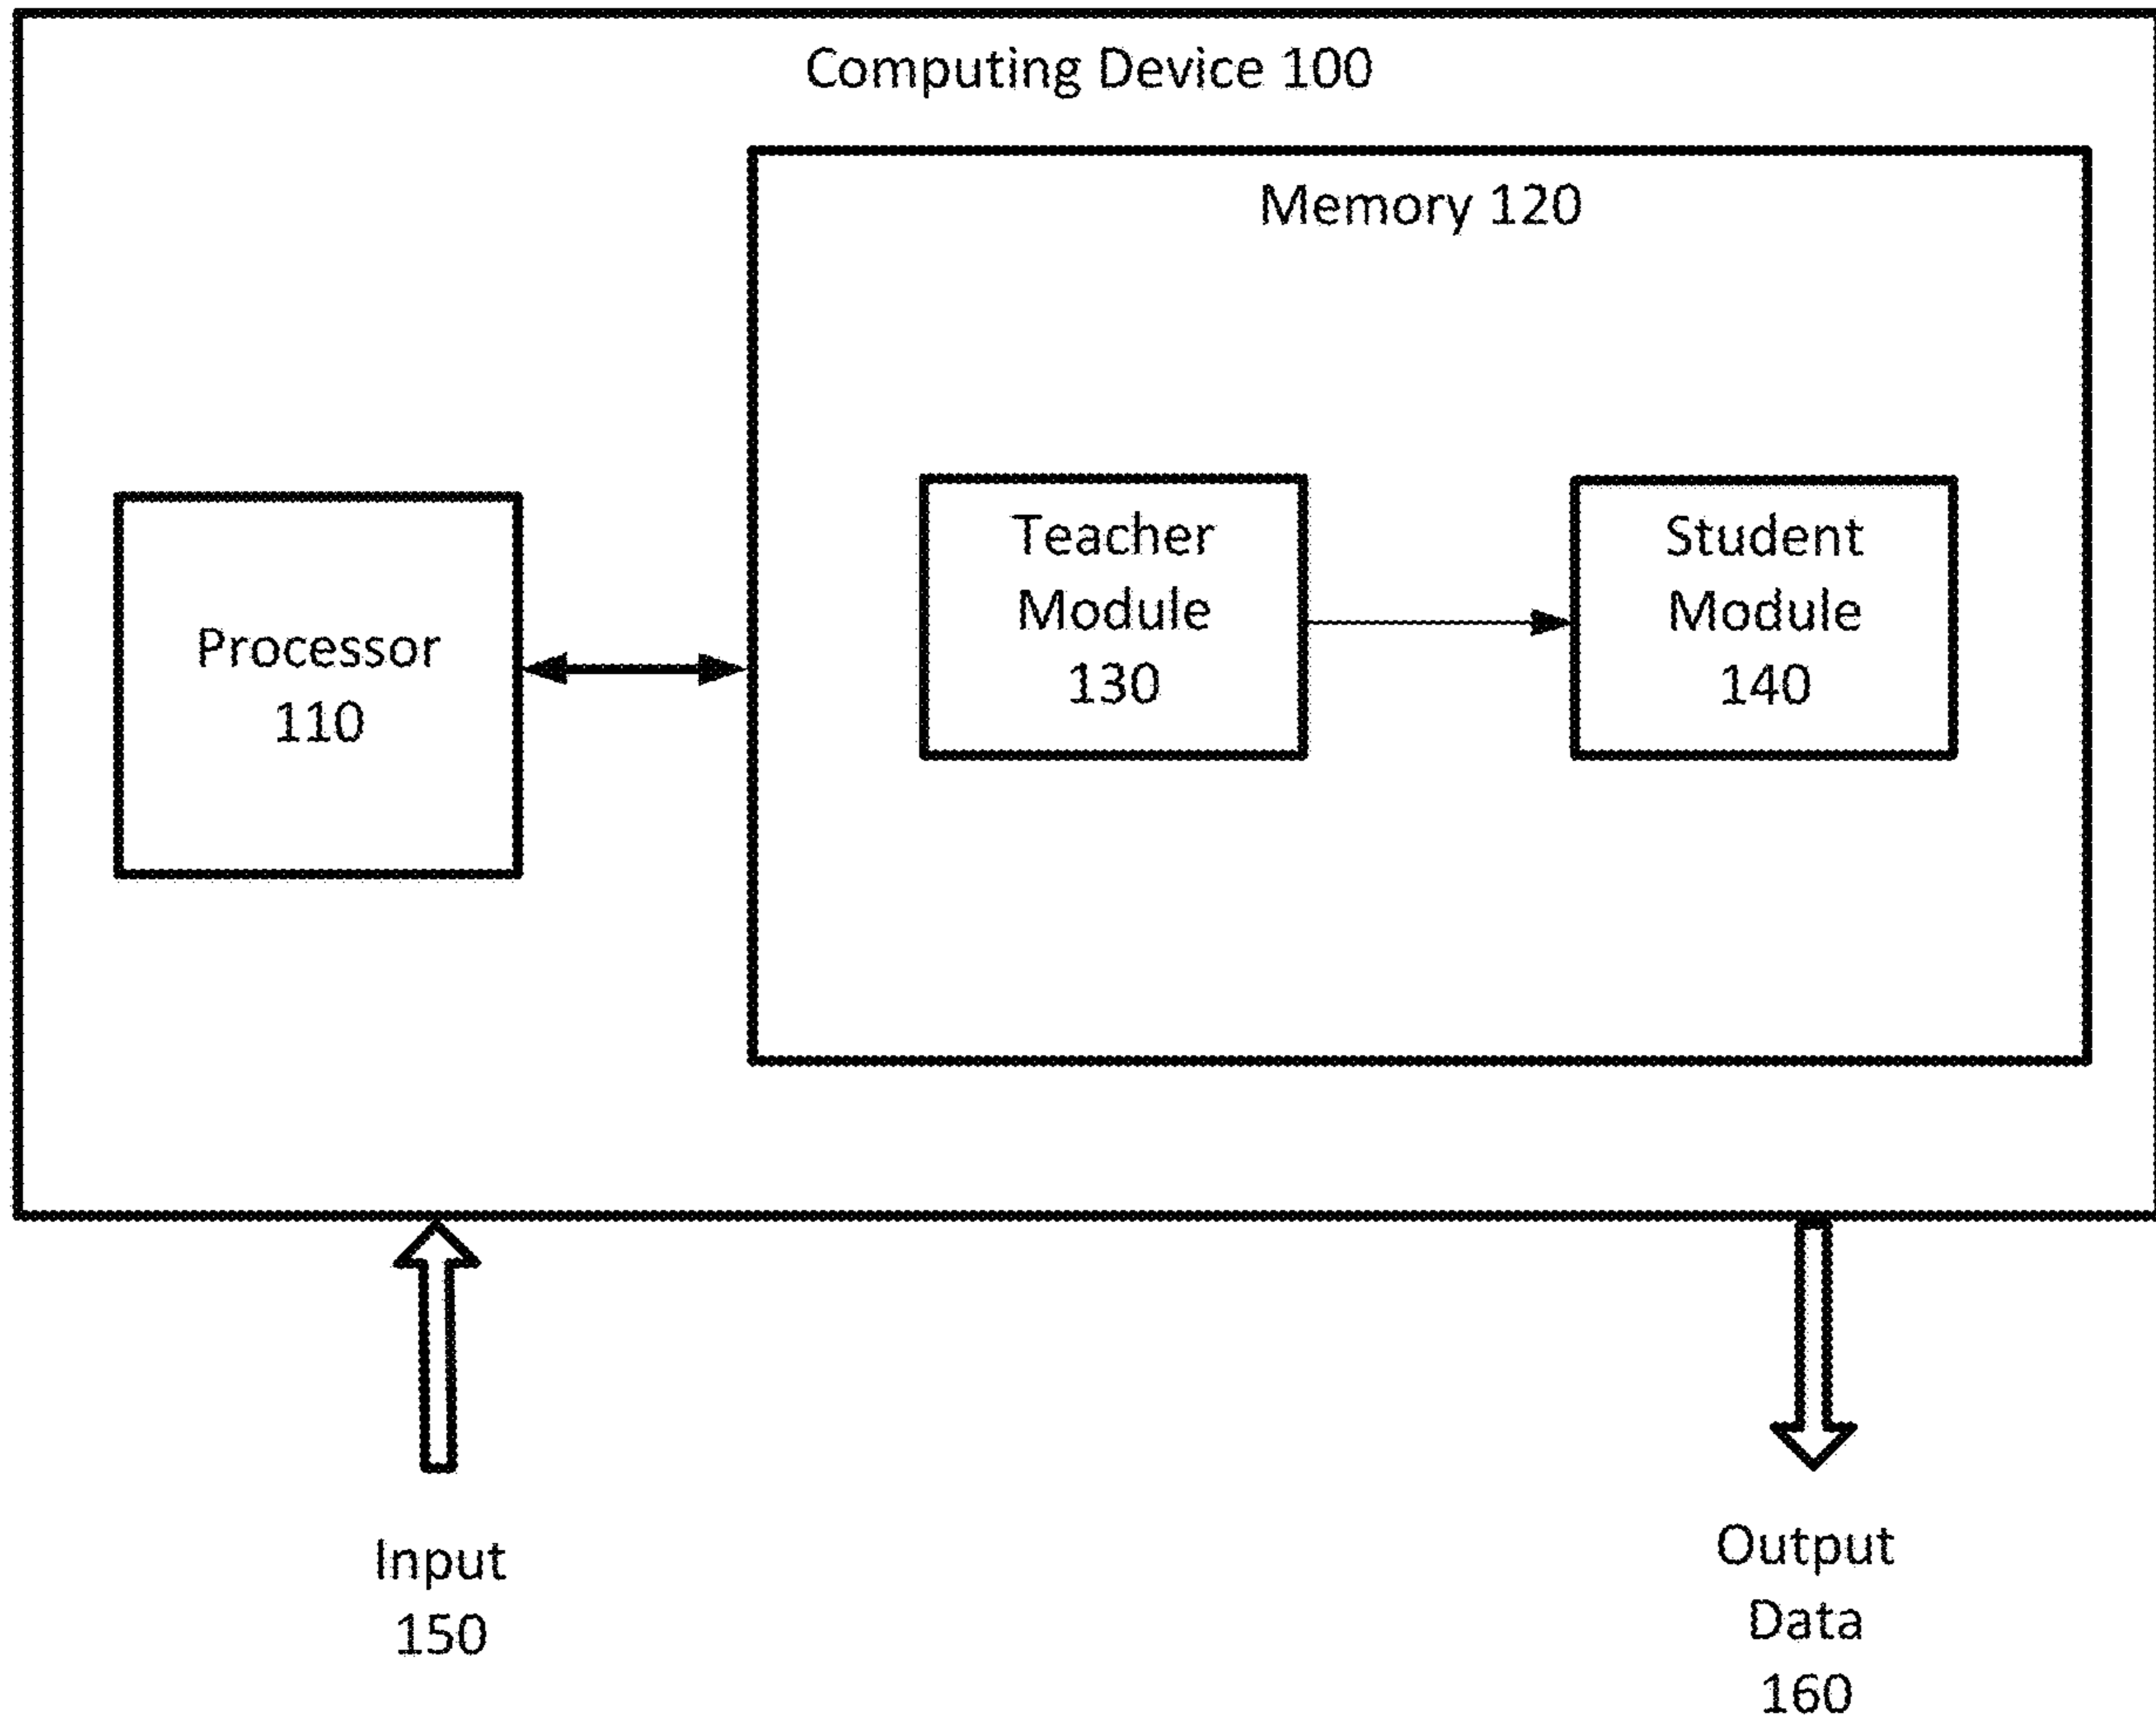 Computing Device 100
Memory 120
Processor
110
Teacher
Module
130
Student
Module
140
Input
150
Output
Data
160